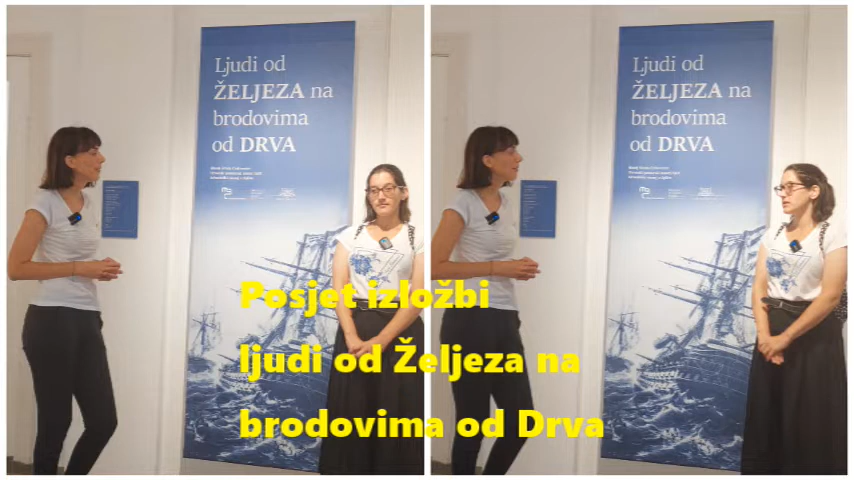 Ljudi od
ŽELJEZA na
brodovima
od DRVA
Ljudi od
ŽELJEZA na
brodovima
od DRVA
Posjet izložbi
ljudi od Željeza na
brodovima od Drva